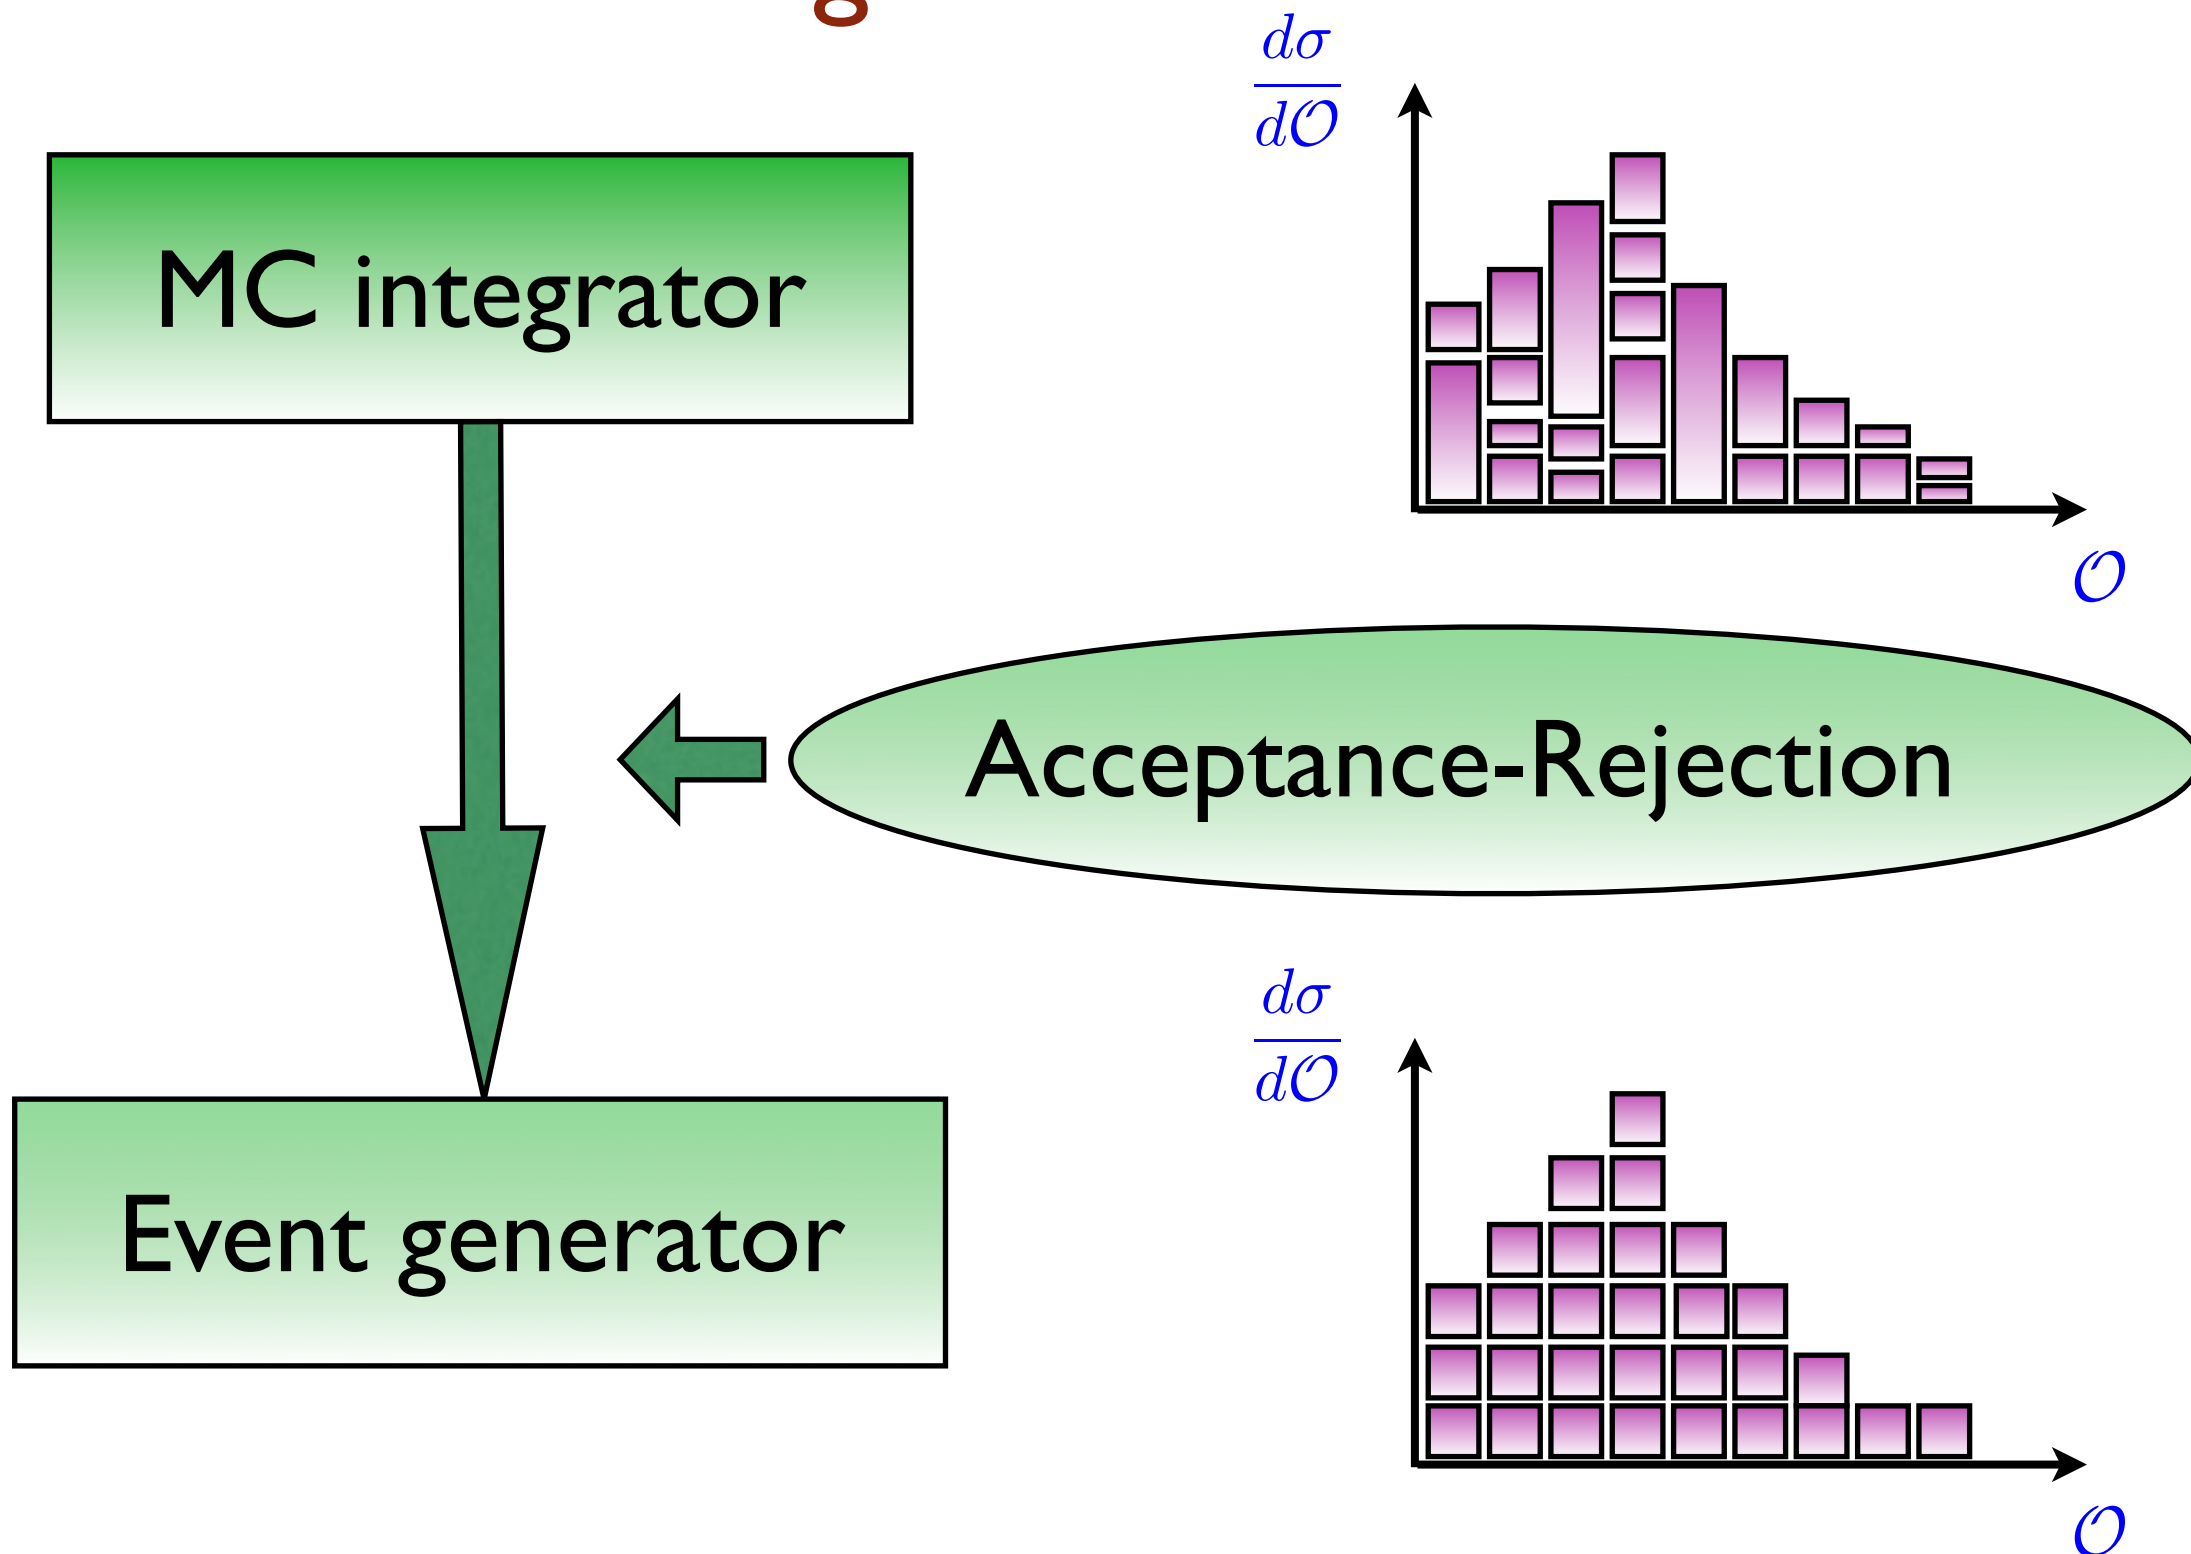 dσ
dO
MC integrator
O
Acceptance-Rejection
dσ
dO
Event generator
O